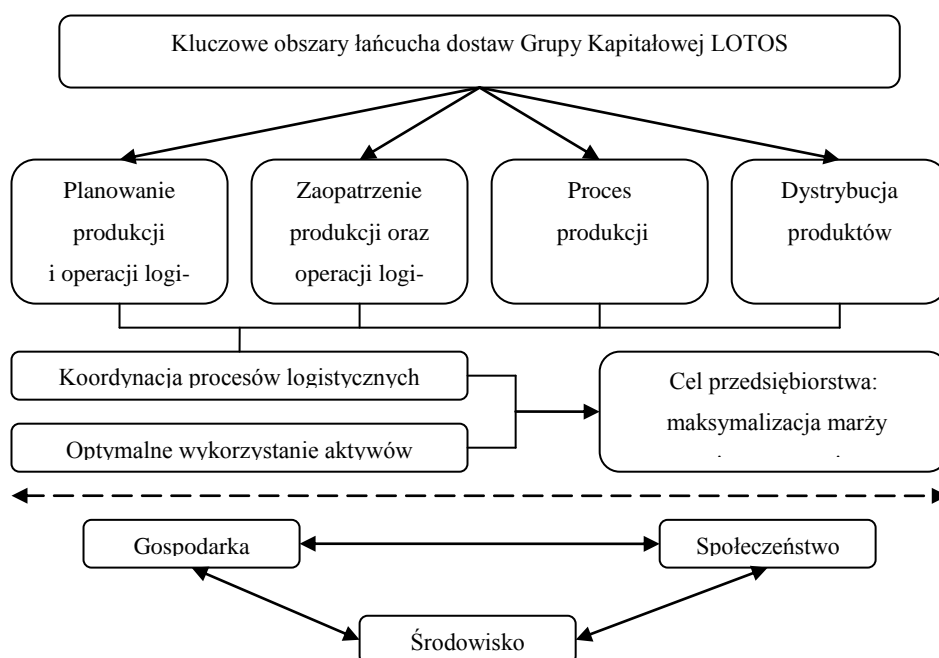 Kluczowe obszary łańcucha dostaw Grupy Kapitałowej LOTOS
Planowanie
produkcji
i operacji logi-
Zaopatrzenie
produkcji oraz
operacji logi-
Proces
produkcji
Dystrybucja
produktów
Koordynacja procesów logistycznych
Optymalne wykorzystanie aktywów
Cel przedsiębiorstwa:
maksymalizacja marży
Gospodarka
Społeczeństwo
Środowisko